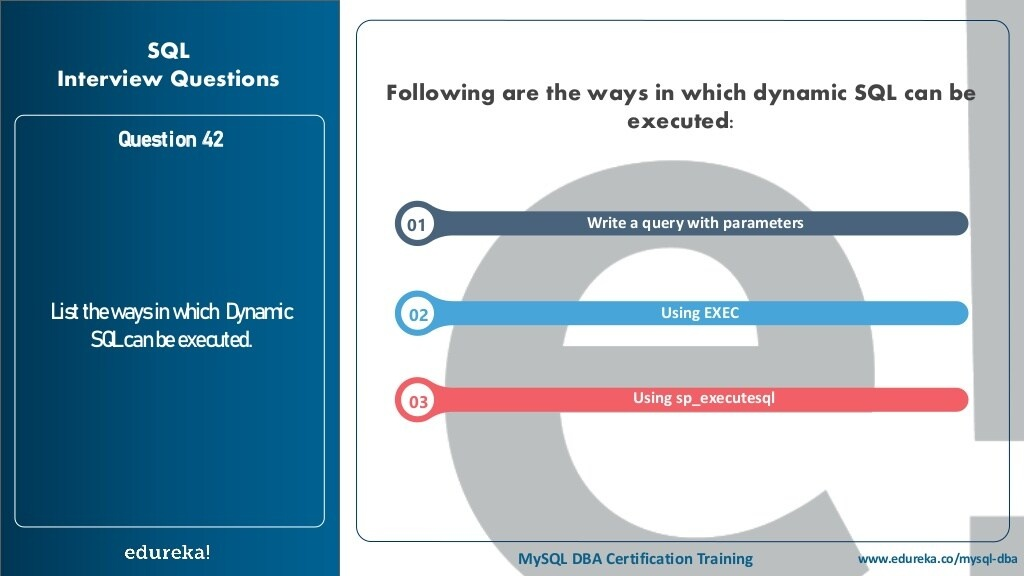 SQL
Interview Questions
Question 42
List the ways in which Dynamic
SQL can be executed.
edureka!
Following are the ways in which dynamic SQL can be
executed:
01
Write a query with parameters
02
Using EXEC
03
Using sp_executesql
MySQL DBA Certification Training
www.edureka.co/mysql-dba